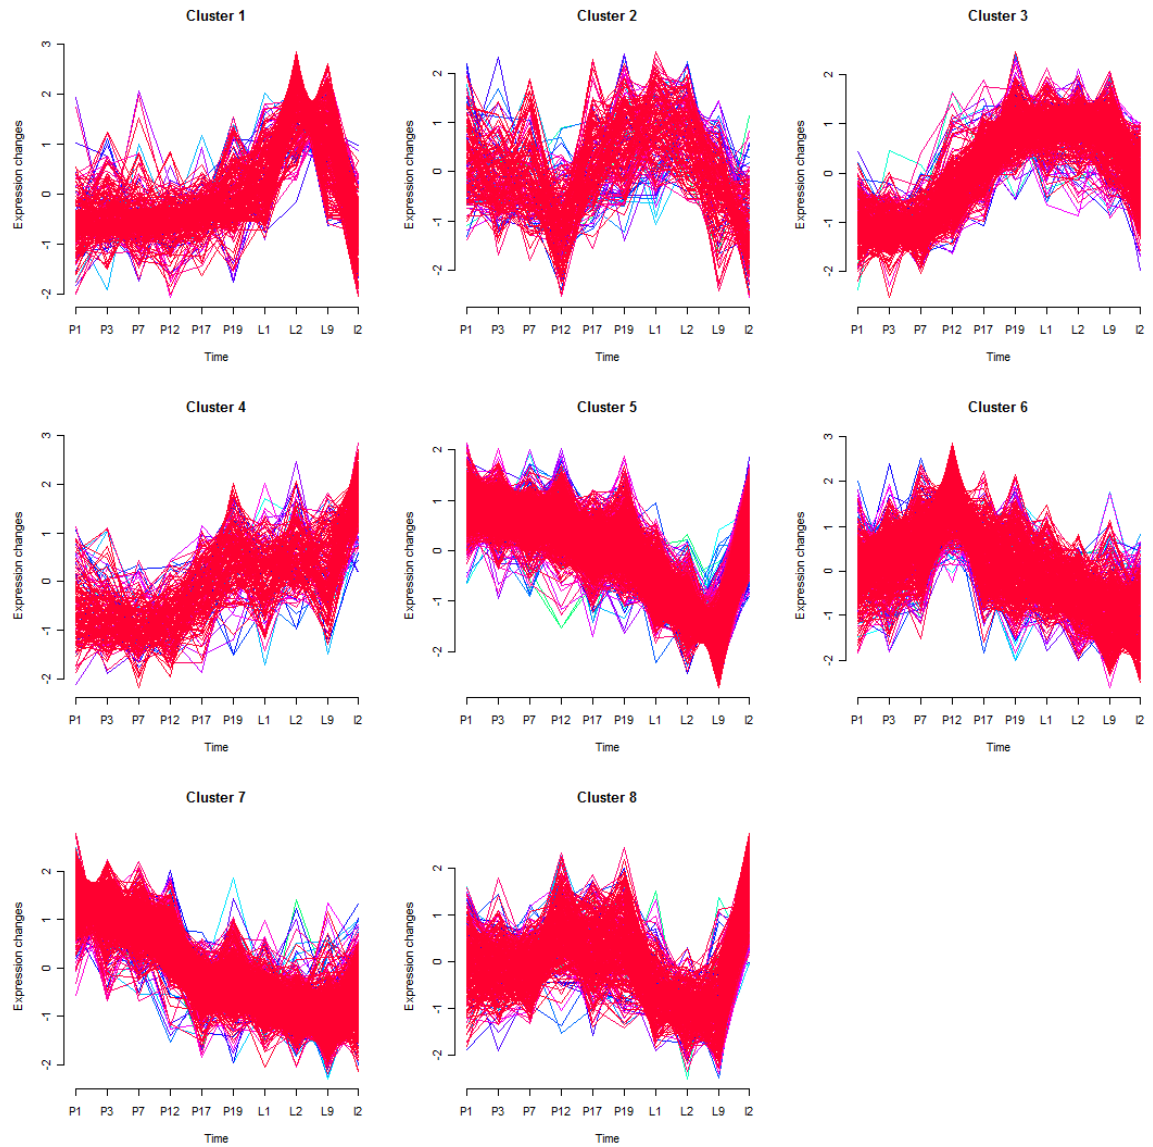 Cluster 1
Expression changes
3
2
1
0
-1
-2
P1 P3 P7 P12 P17 P19 L1 L2 L9 I2
Time
Cluster 2
Expression changes
2
1
0
-1
-2
P1 P3 P7 P12 P17 P19 L1 L2 L9 I2
Time
Cluster 3
Expression changes
2
1
0
-1
-2
P1 P3 P7 P12 P17 P19 L1 L2 L9 I2
Time
Cluster 4
Expression changes
3
2
1
0
-1
-2
P1 P3 P7 P12 P17 P19 L1 L2 L9 I2
Time
Cluster 5
Expression changes
2
1
0
-1
-2
P1 P3 P7 P12 P17 P19 L1 L2 L9 I2
Time
Cluster 6
Expression changes
3
2
1
0
-1
-2
P1 P3 P7 P12 P17 P19 L1 L2 L9 I2
Time
Cluster 7
Expression changes
2
1
0
-1
-2
P1 P3 P7 P12 P17 P19 L1 L2 L9 I2
Time
Cluster 8
Expression changes
2
1
0
-1
-2
P1 P3 P7 P12 P17 P19 L1 L2 L9 I2
Time